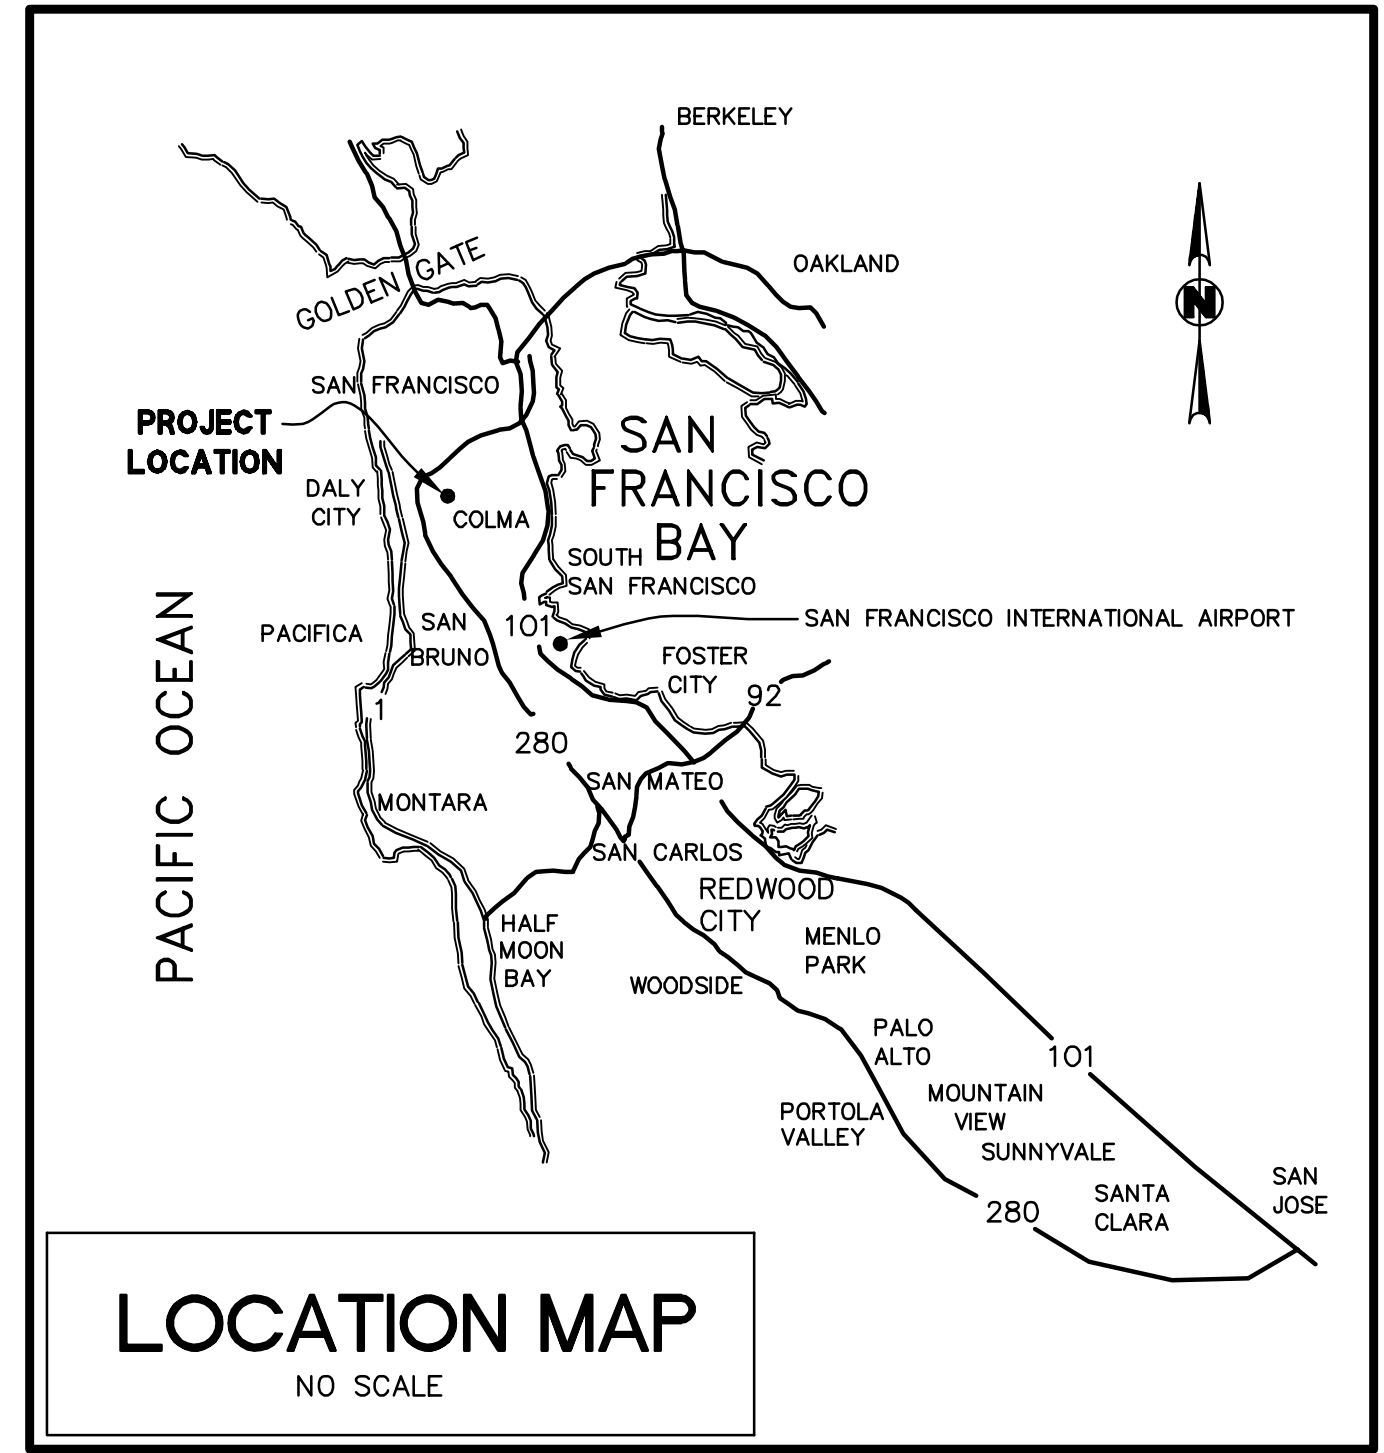 BERKELEY
OAKLAND
GOLDEN GATE
N
SAN FRANCISCO
PROJECT
LOCATION
SAN
FRANCISCO
BAY
DALY
CITY
COLMA
SOUTH
SAN FRANCISCO
PACIFIC OCEAN
PACIFICA
SAN
BRUNO
101
SAN FRANCISCO INTERNATIONAL AIRPORT
FOSTER
CITY
92
1
280
SAN MATEO
MONTARA
SAN CARLOS
REDWOOD
CITY
HALF
MOON
BAY
MENLO
PARK
WOODSIDE
PALO
ALTO
101
MOUNTAIN
VIEW
PORTOLA
VALLEY
SUNNYVALE
SANTA
CLARA
SAN
JOSE
280
LOCATION MAP
NO SCALE